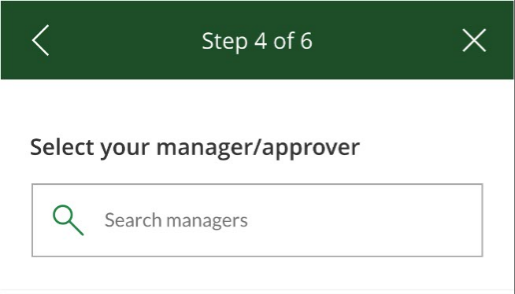 Step 4 of 6
Select your manager/approver
Search managers